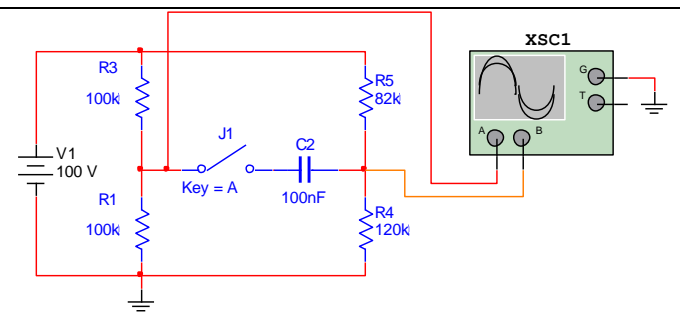 XSC1
G
T
A
B
R3
100k
R5
82k
J1
Key = A
C2
100nF
V1
100 V
R1
100k
R4
120k